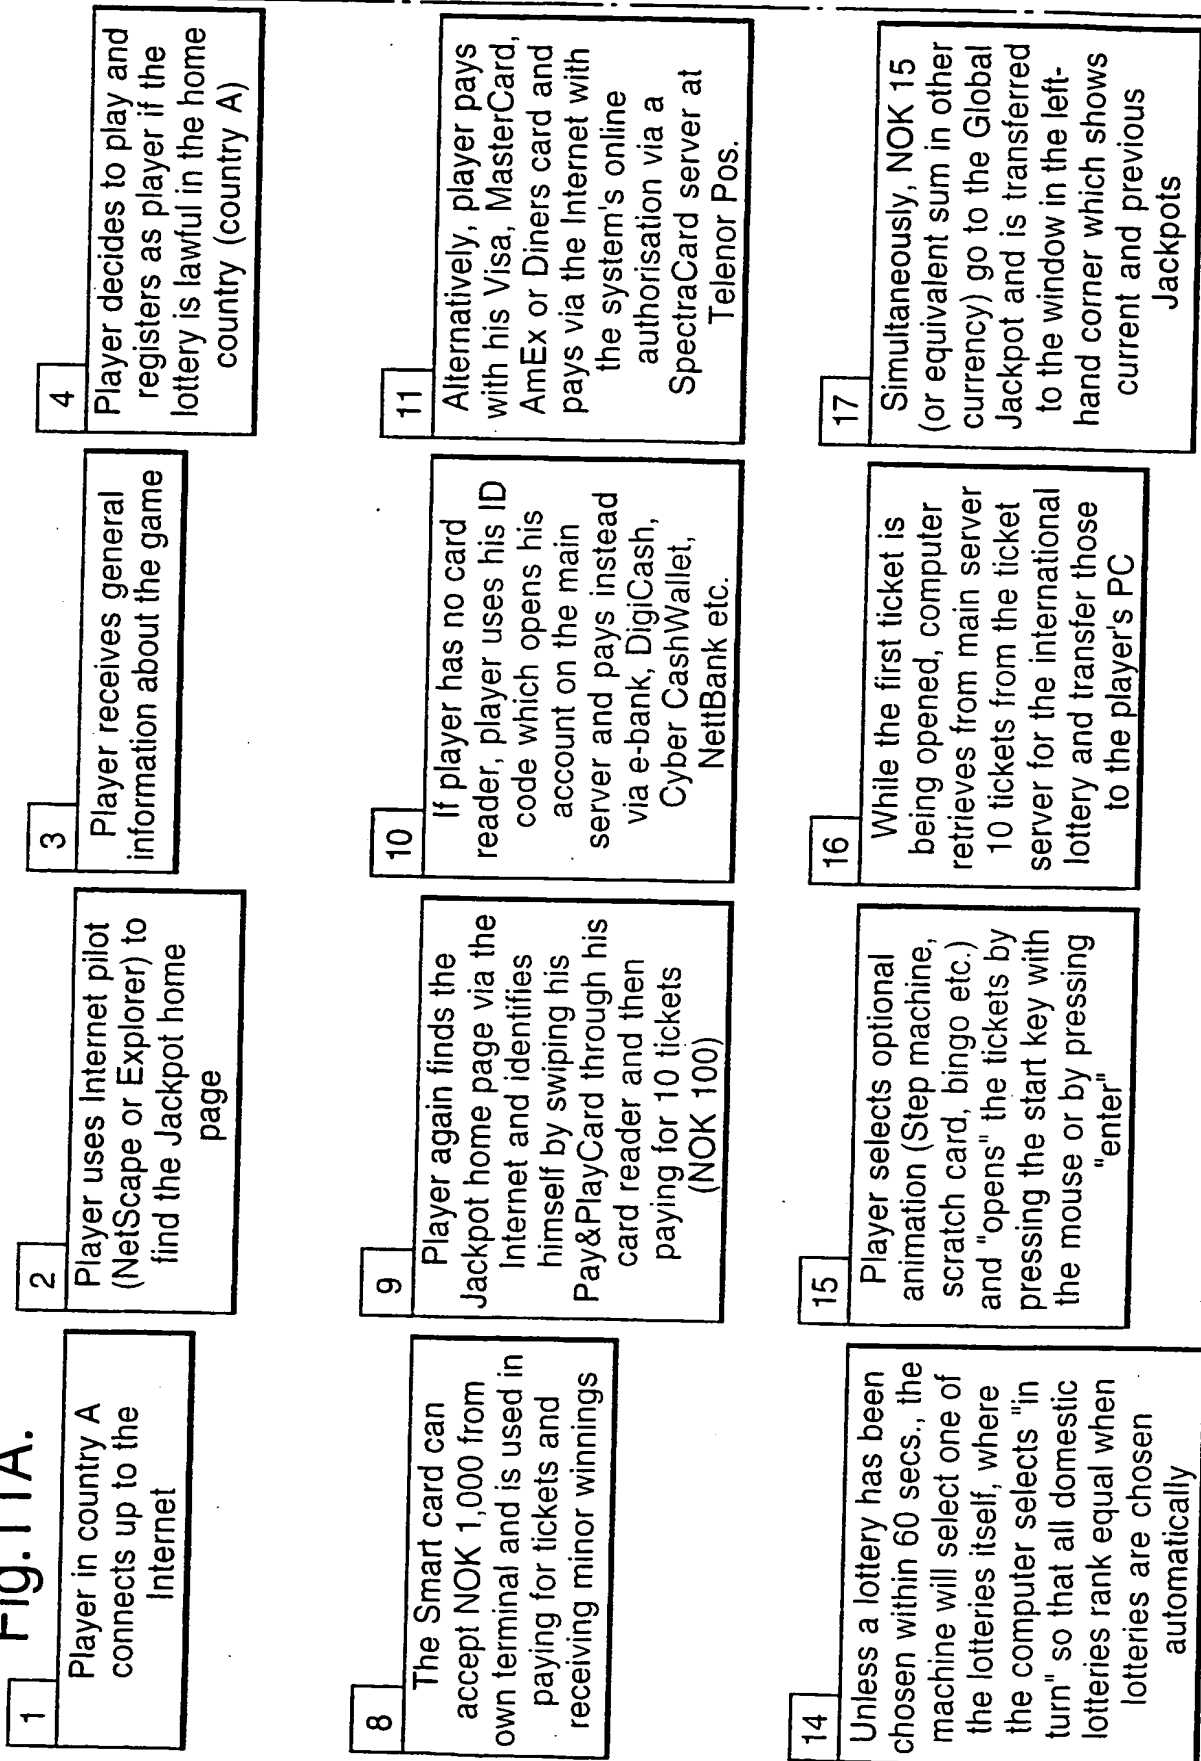 Fig.11A.
1
Player in country A
connects up to the
Internet
2
Player uses Internet pilot
(NetScape or Explorer) to
find the Jackpot home
page
3
Player receives general
information about the game
4
Player decides to play and
registers as player if the
lottery is lawful in the home
country (country A)
8
The Smart card can
accept NOK 1,000 from
own terminal and is used in
paying for tickets and
receiving minor winnings
9
Player again finds the
Jackpot home page via the
Internet and identifies
himself by swiping his
Pay&PlayCard through his
card reader and then
paying for 10 tickets
(NOK 100)
10
If player has no card
reader, player uses his ID
code which opens his
account on the main
server and pays instead
via e-bank, DigiCash,
Cyber CashWallet,
NettBank etc.
11
Alternatively, player pays
with his Visa, MasterCard,
AmEx or Diners card and
pays via the Internet with
the system's online
authorisation via a
SpectraCard server at
Telenor Pos.
14
Unless a lottery has been
chosen within 60 secs., the
machine will select one of
the lotteries itself, where
the computer selects "in
turn" so that all domestic
lotteries rank equal when
lotteries are chosen
automatically
15
Player selects optional
animation (Step machine,
scratch card, bingo etc.)
and "opens" the tickets by
pressing the start key with
the mouse or by pressing
"enter"
16
While the first ticket is
being opened, computer
retrieves from main server
10 tickets from the ticket
server for the international
lottery and transfer those
to the player's PC
17
Simultaneously, NOK 15
(or equivalent sum in other
currency) go to the Global
Jackpot and is transferred
to the window in the left-
hand corner which shows
current and previous
Jackpots